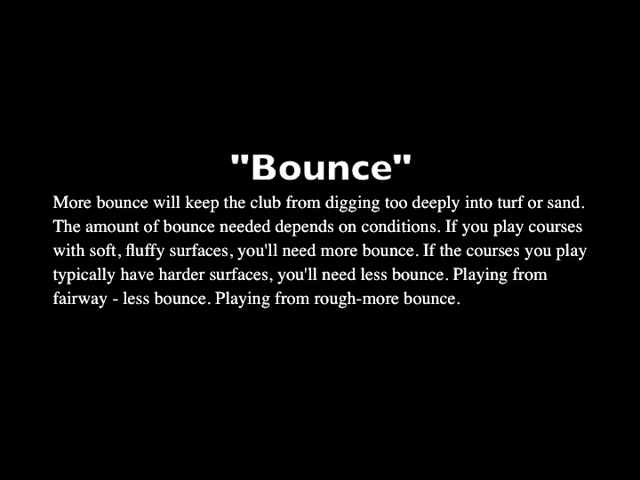 "Bounce"
More bounce will keep the club from digging too deeply into turf or sand.
The amount of bounce needed depends on conditions. If you play courses
with soft, fluffy surfaces, you'll need more bounce. If the courses you play
typically have harder surfaces, you'll need less bounce. Playing from
fairway - less bounce. Playing from rough-more bounce.